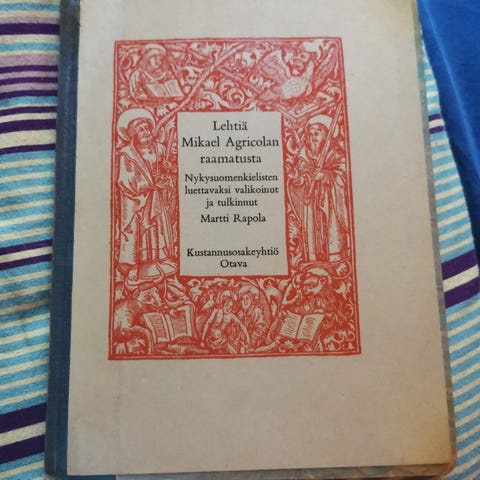 Lehtiä
Mikael Agricolan
raamatusta
Nykysuomenkielisten
luettavaksi valikoinut
ja tulkinnut
Martti Rapola
Kustannusosakeyhtiö
Otava